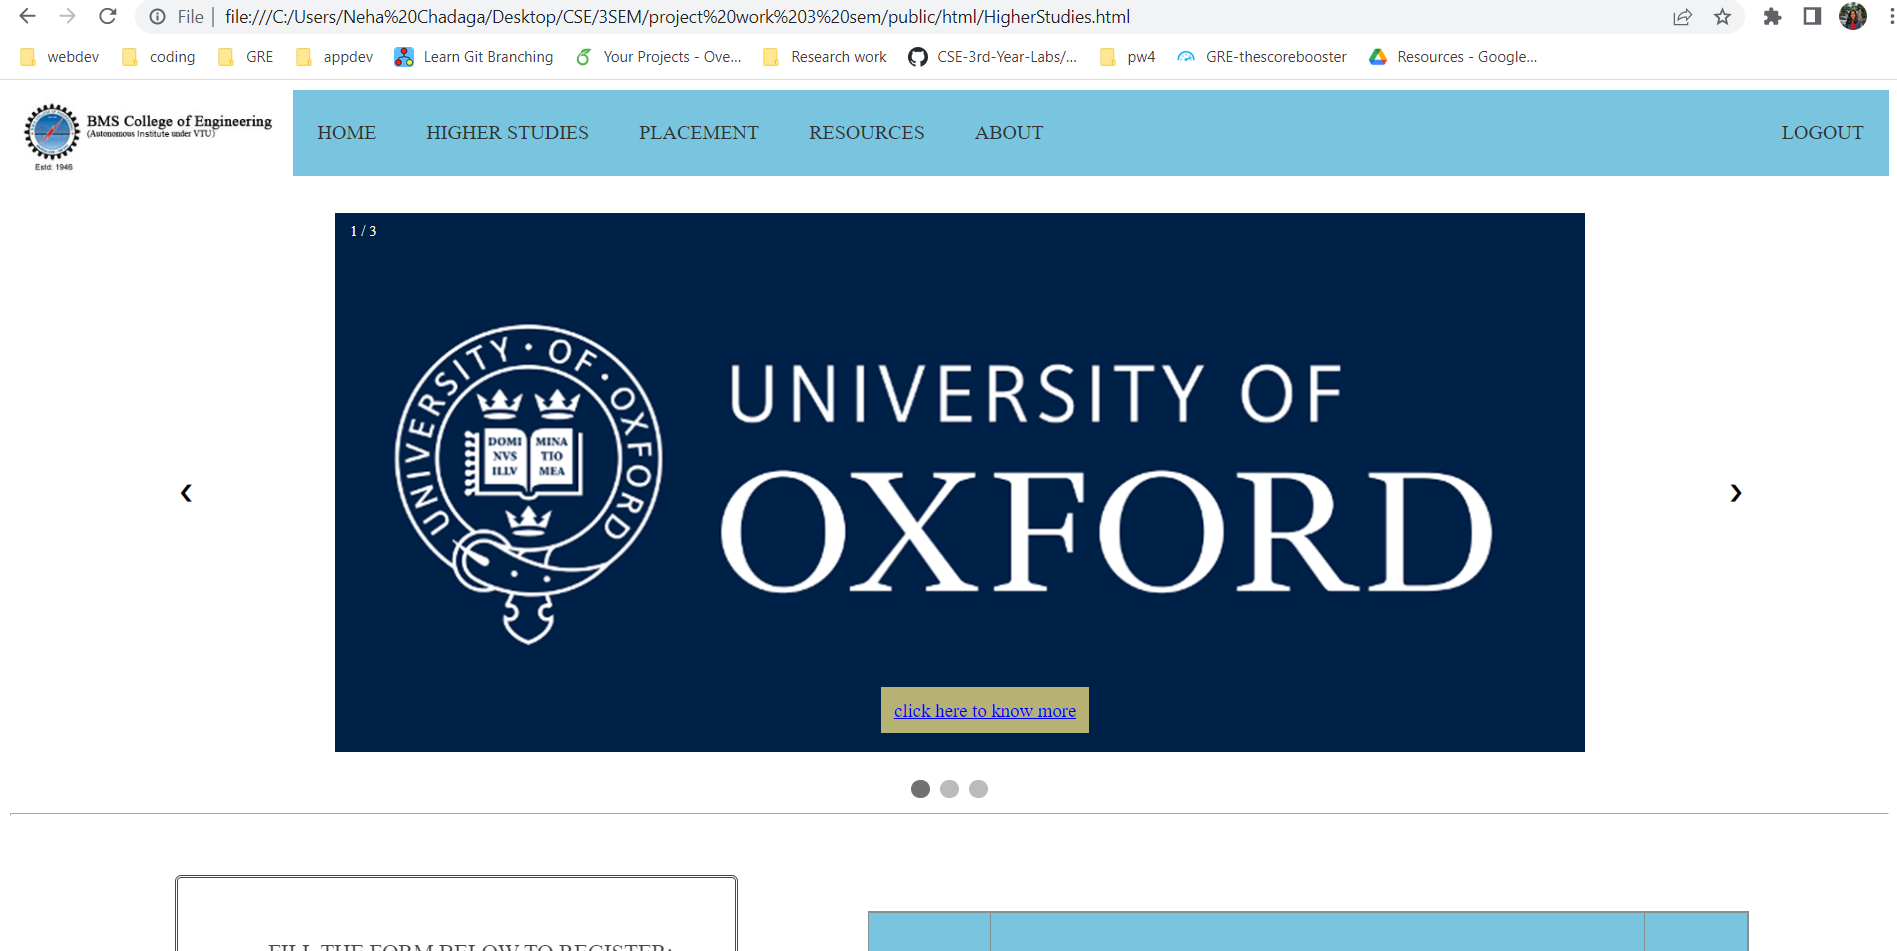 File
file:///C:/Users/Neha%20Chadaga/Desktop/CSE/3SEM/project%20work%203%20sem/public/html/HigherStudies.html
webdev coding GRE appdev Learn Git Branching Your Projects - Ove... Research work CSE-3rd-Year-Labs/... pw4 GRE-thescorebooster Resources - Google...
BMS College of Engineering
(Autonomous Institute under VTU)
Estd: 1946
HOME HIGHER STUDIES PLACEMENT RESOURCES ABOUT LOGOUT
1 / 3
UNIVERSITY · OF · OXFORD
DOMI MINA
NVS TIO
ILLV MEA
UNIVERSITY OF
OXFORD
❮ ❯
click here to know more
FILL THE FORM BELOW TO REGISTER: